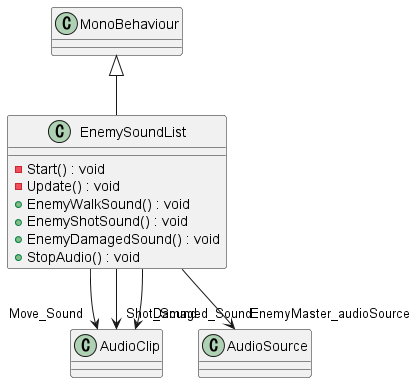 C MonoBehaviour
C EnemySoundList
Start() : void
Update() : void
EnemyWalkSound() : void
EnemyShotSound() : void
EnemyDamagedSound() : void
StopAudio() : void
Move_Sound Shot_Sound Damaged_Sound EnemyMaster_audioSource
C AudioClip C AudioSource